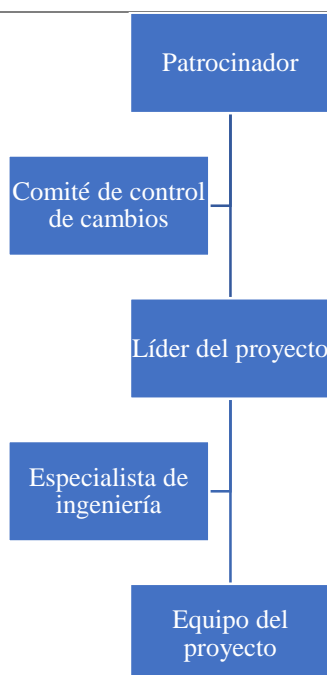 Patrocinador
Comité de control
de cambios
Líder del proyecto
Especialista de
ingeniería
Equipo del
proyecto